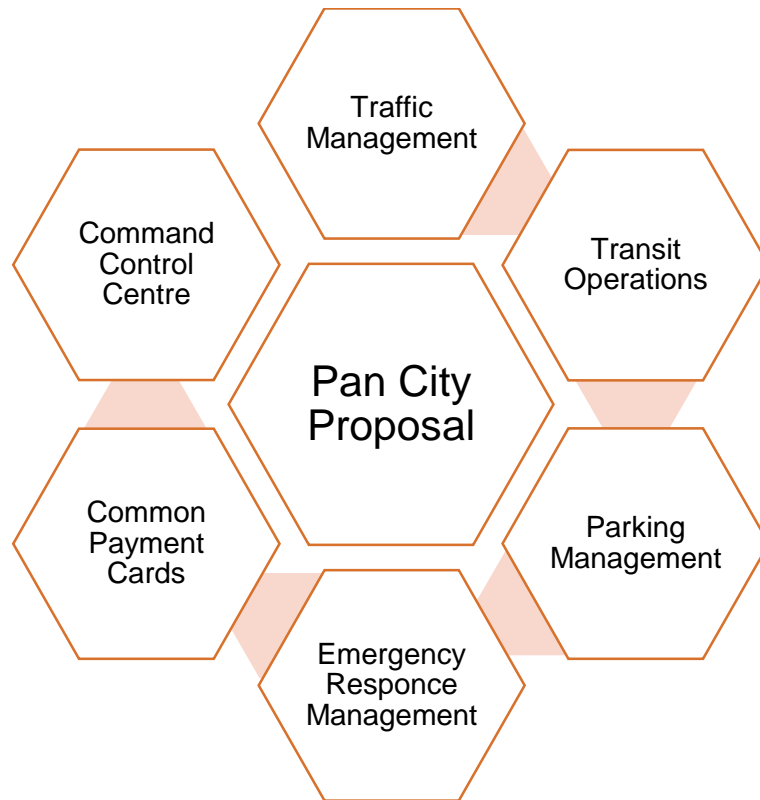 Traffic
Management
Command
Control
Centre
Transit
Operations
Pan City
Proposal
Common
Payment
Cards
Parking
Management
Emergency
Responce
Management